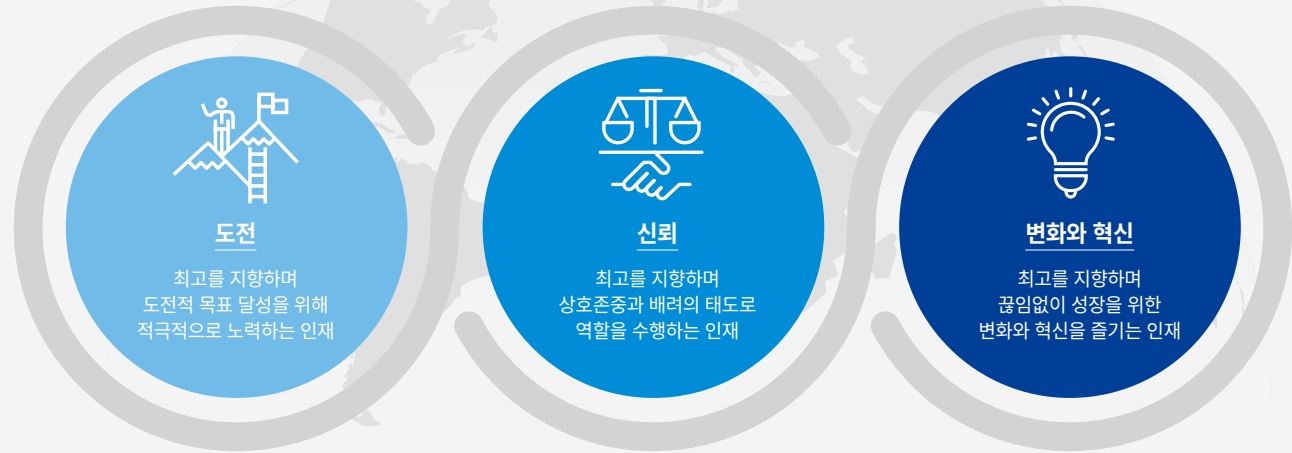 도전
최고를 지향하며
도전적 목표 달성을 위해
적극적으로 노력하는 인재
신뢰
최고를 지향하며
상호존중과 배려의 태도로
역할을 수행하는 인재
변화와 혁신
최고를 지향하며
끊임없이 성장을 위한
변화와 혁신을 즐기는 인재